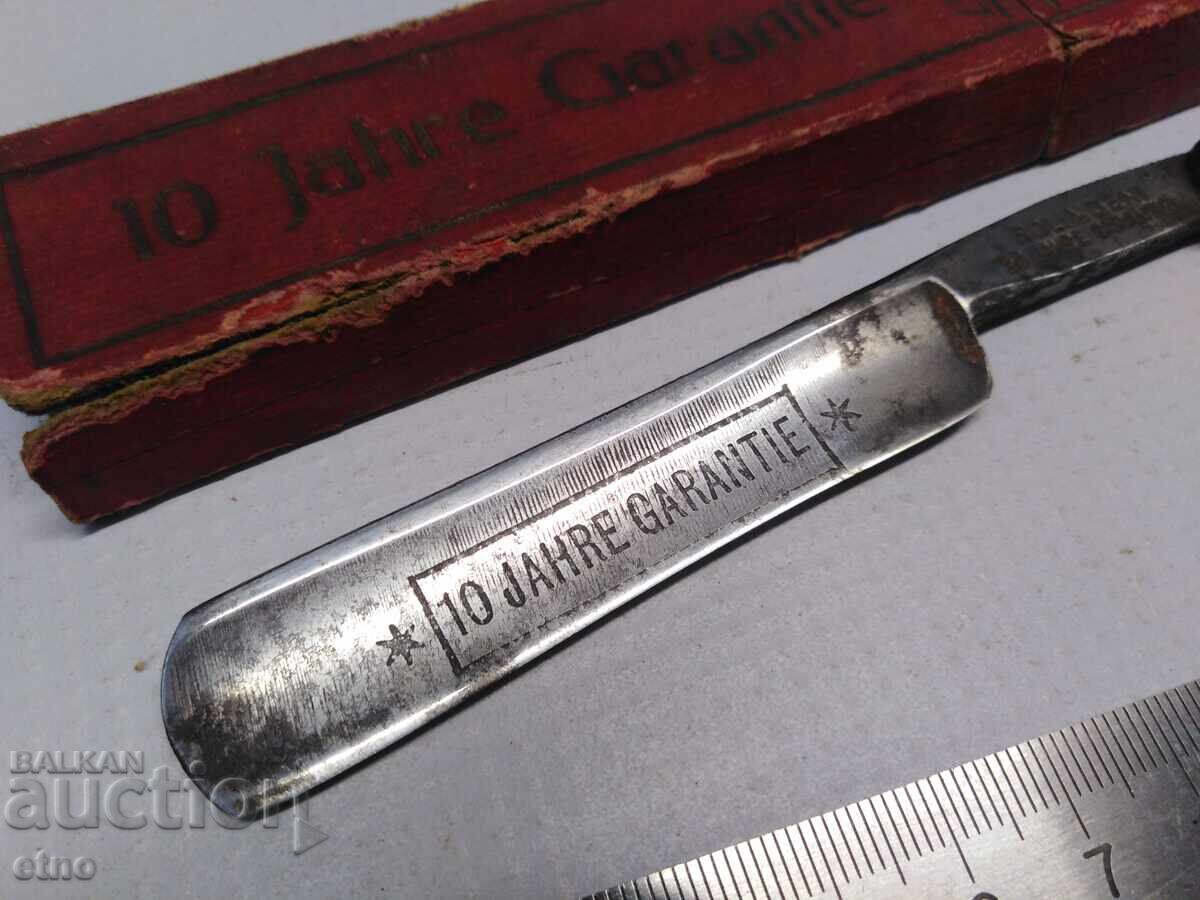 10 Jahre Garantie
* 10 JAHRE GARANTIE *
7
BALKAN
auction
etno